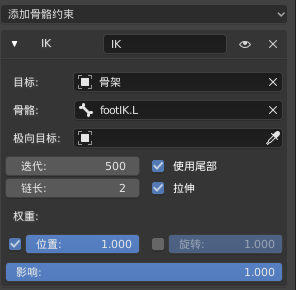 添加骨骼约束
IK IK
目标: 骨架
骨骼: footIK.L
极向目标:
迭代: 500 使用尾部
链长: 2 拉伸
权重:
位置: 1.000 旋转: 1.000
影响: 1.000